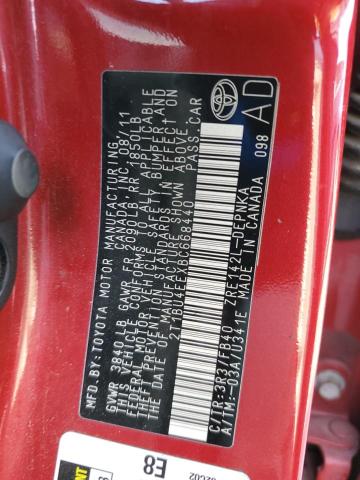 MFD.BY:TOYOTA MOTOR MANUFACTURING
CANADA,INC. 08/11
GVWR 3840 LB GAWR FR 2090LB RR 1850LB
THIS VEHICLE CONFORMS TO ALL APPLICABLE
FEDERAL MOTOR VEHICLE SAFETY BUMPER AND
THEFT PREVENTION STANDARDS IN EFFECT ON
THE DATE OF MANUFACTURE SHOWN ABOVE.
2T1BU4EEXBC668440 PASS.CAR
C/TR:3R3/FB40 ZRE142L-DEPNKA
A/TM:-03A/U341E MADE IN CANADA
TOYOTA
AD
098
E8